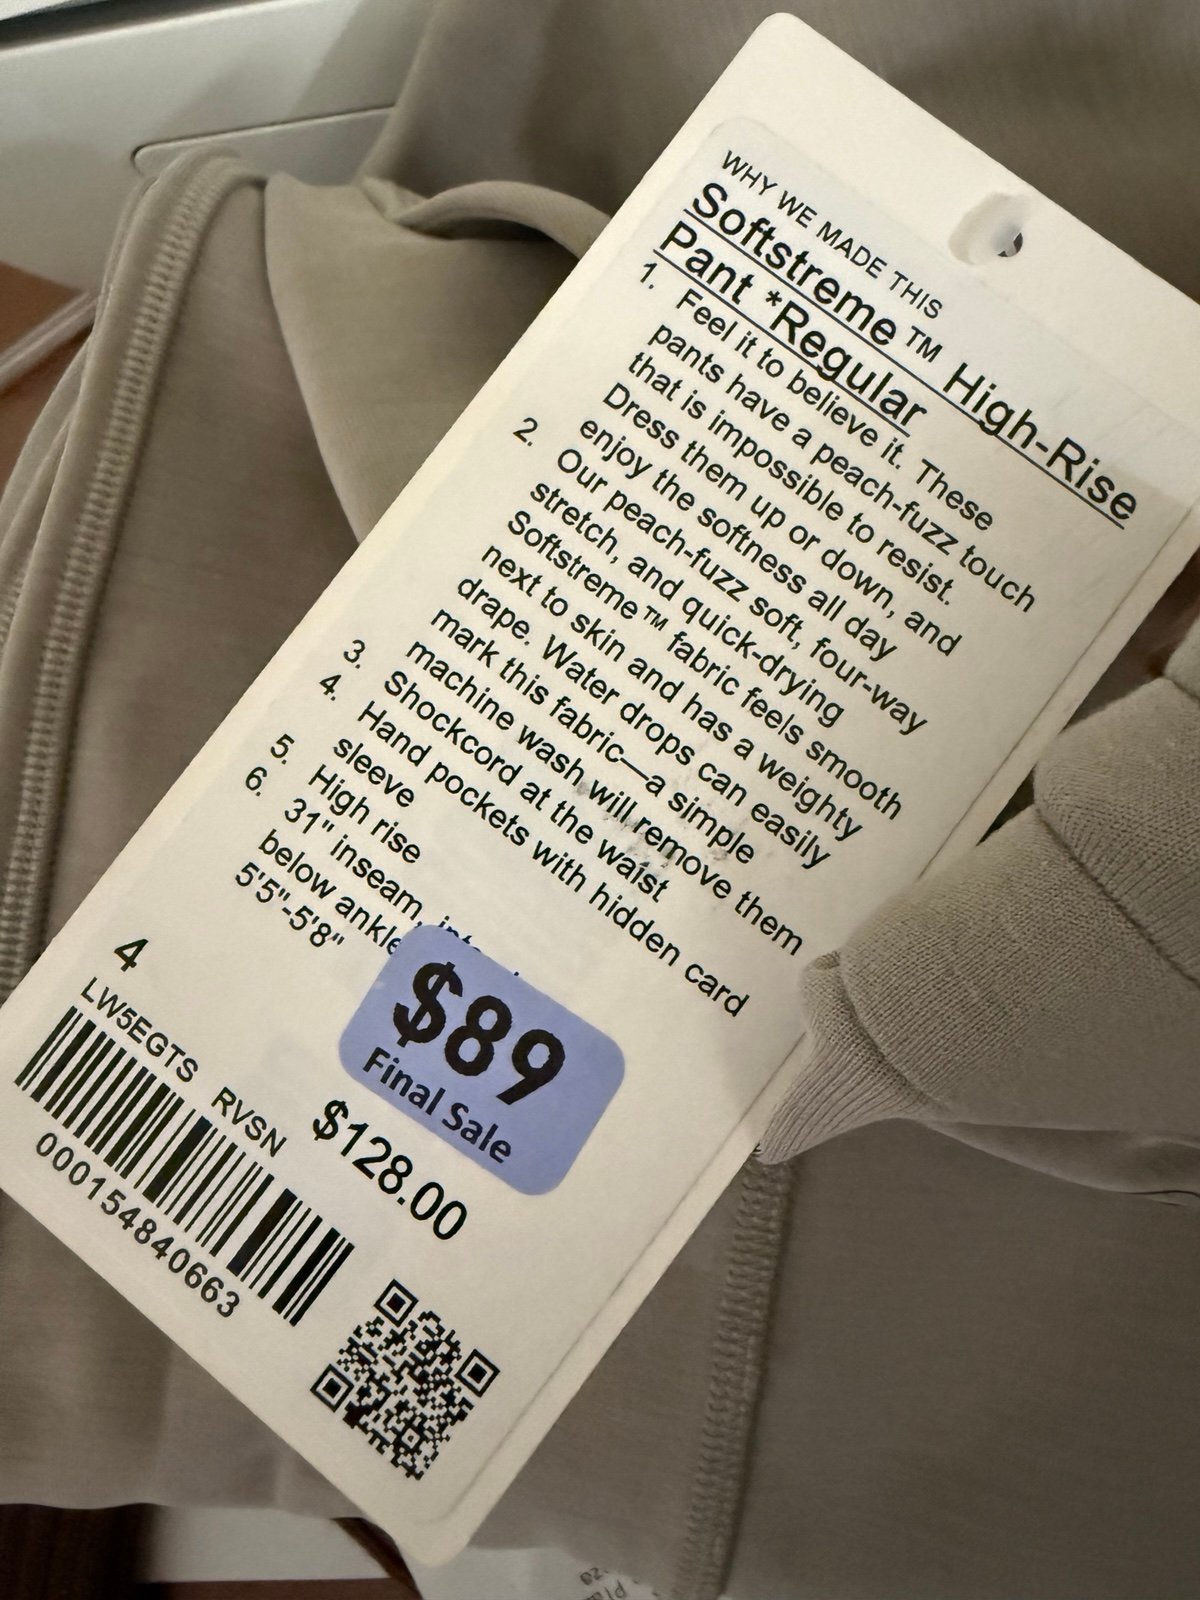 WHY WE MADE THIS
Softstreme™ High-Rise
Pant *Regular
1. Feel it to believe it. These
pants have a peach-fuzz touch
that is impossible to resist.
Dress them up or down, and
enjoy the softness all day
2. Our peach-fuzz soft, four-way
stretch, and quick-drying
Softstreme™ fabric feels smooth
next to skin and has a weighty
drape. Water drops can easily
mark this fabric—a simple
machine wash will remove them
3. Shockcord at the waist
4. Hand pockets with hidden card
sleeve
5. High rise
6. 31" inseam,
below ankle
5'5"-5'8"
$89
Final Sale
4
LW5EGTS RVSN
$128.00
000154840663